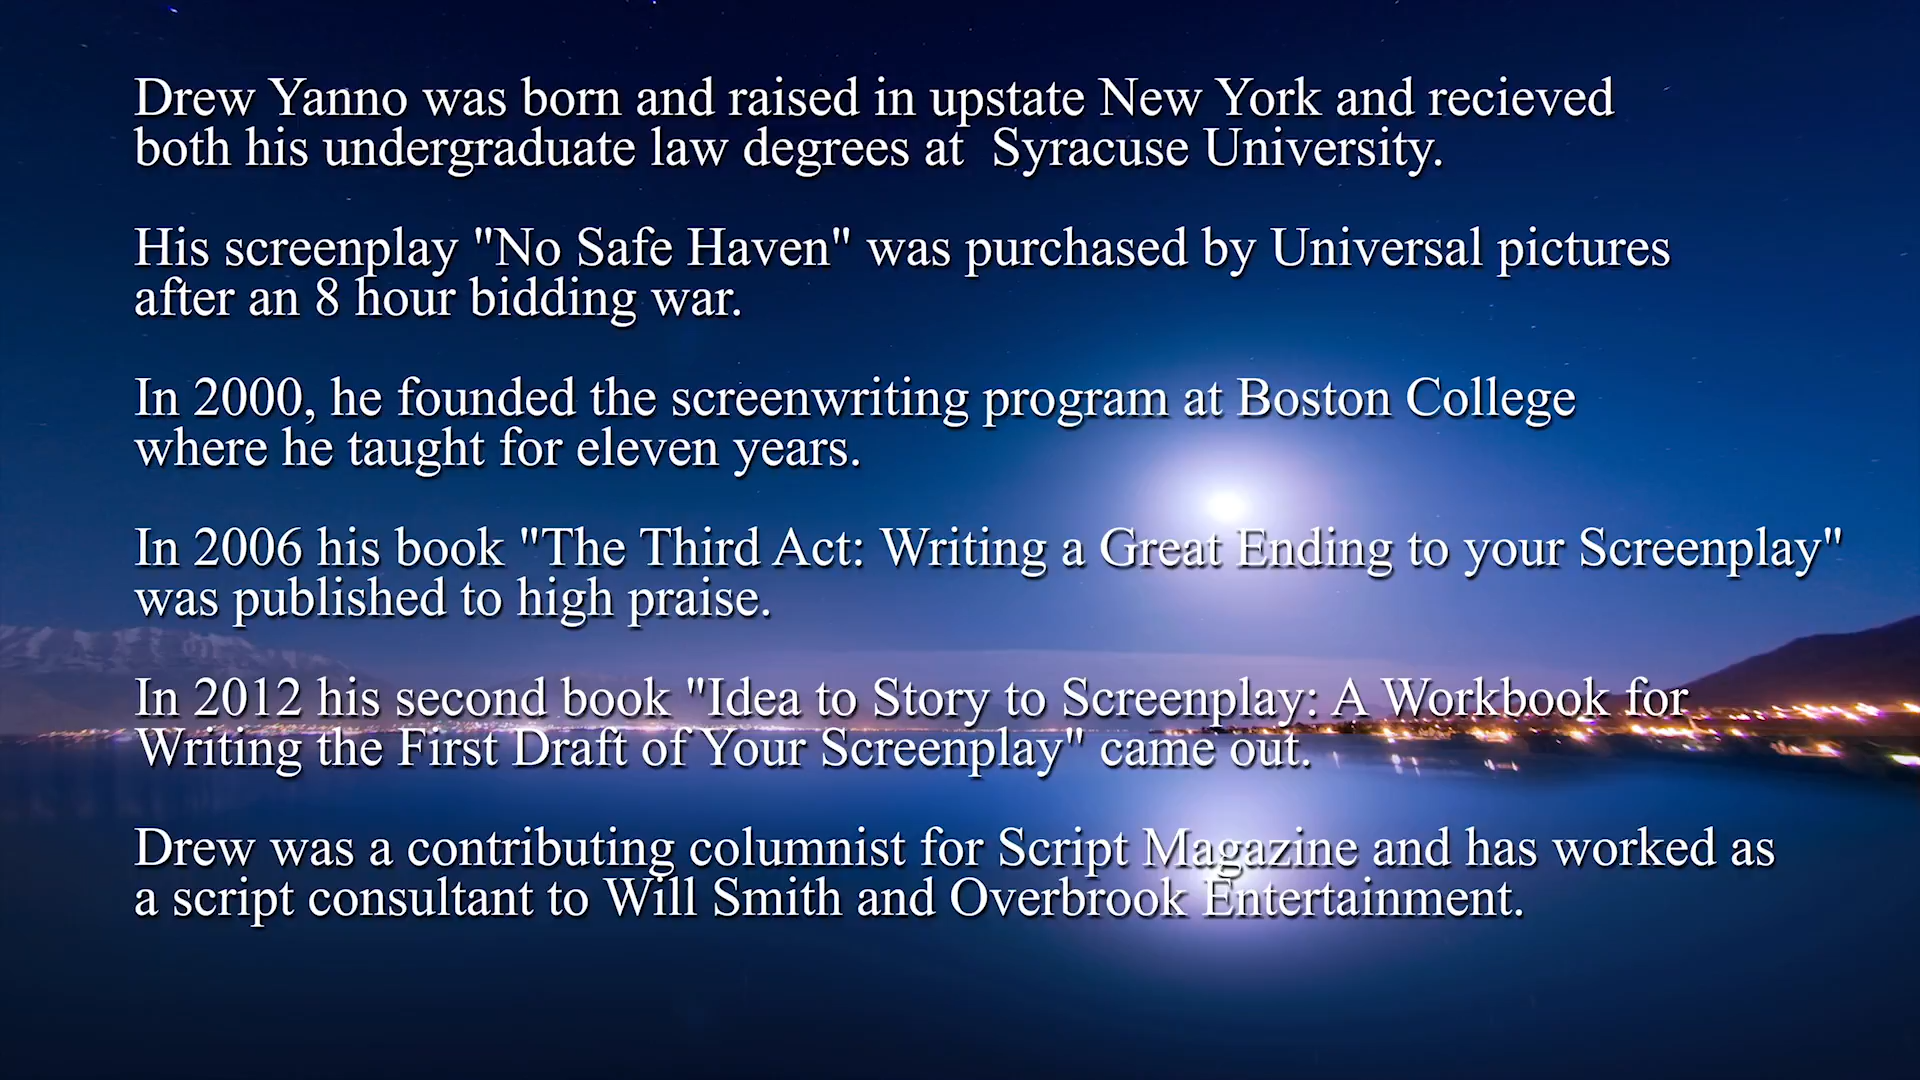 Drew Yanno was born and raised in upstate New York and recieved
both his undergraduate law degrees at  Syracuse University.
His screenplay "No Safe Haven" was purchased by Universal pictures
after an 8 hour bidding war.
In 2000, he founded the screenwriting program at Boston College
where he taught for eleven years.
In 2006 his book "The Third Act: Writing a Great Ending to your Screenplay"
was published to high praise.
In 2012 his second book "Idea to Story to Screenplay: A Workbook for
Writing the First Draft of Your Screenplay" came out.
Drew was a contributing columnist for Script Magazine and has worked as
a script consultant to Will Smith and Overbrook Entertainment.